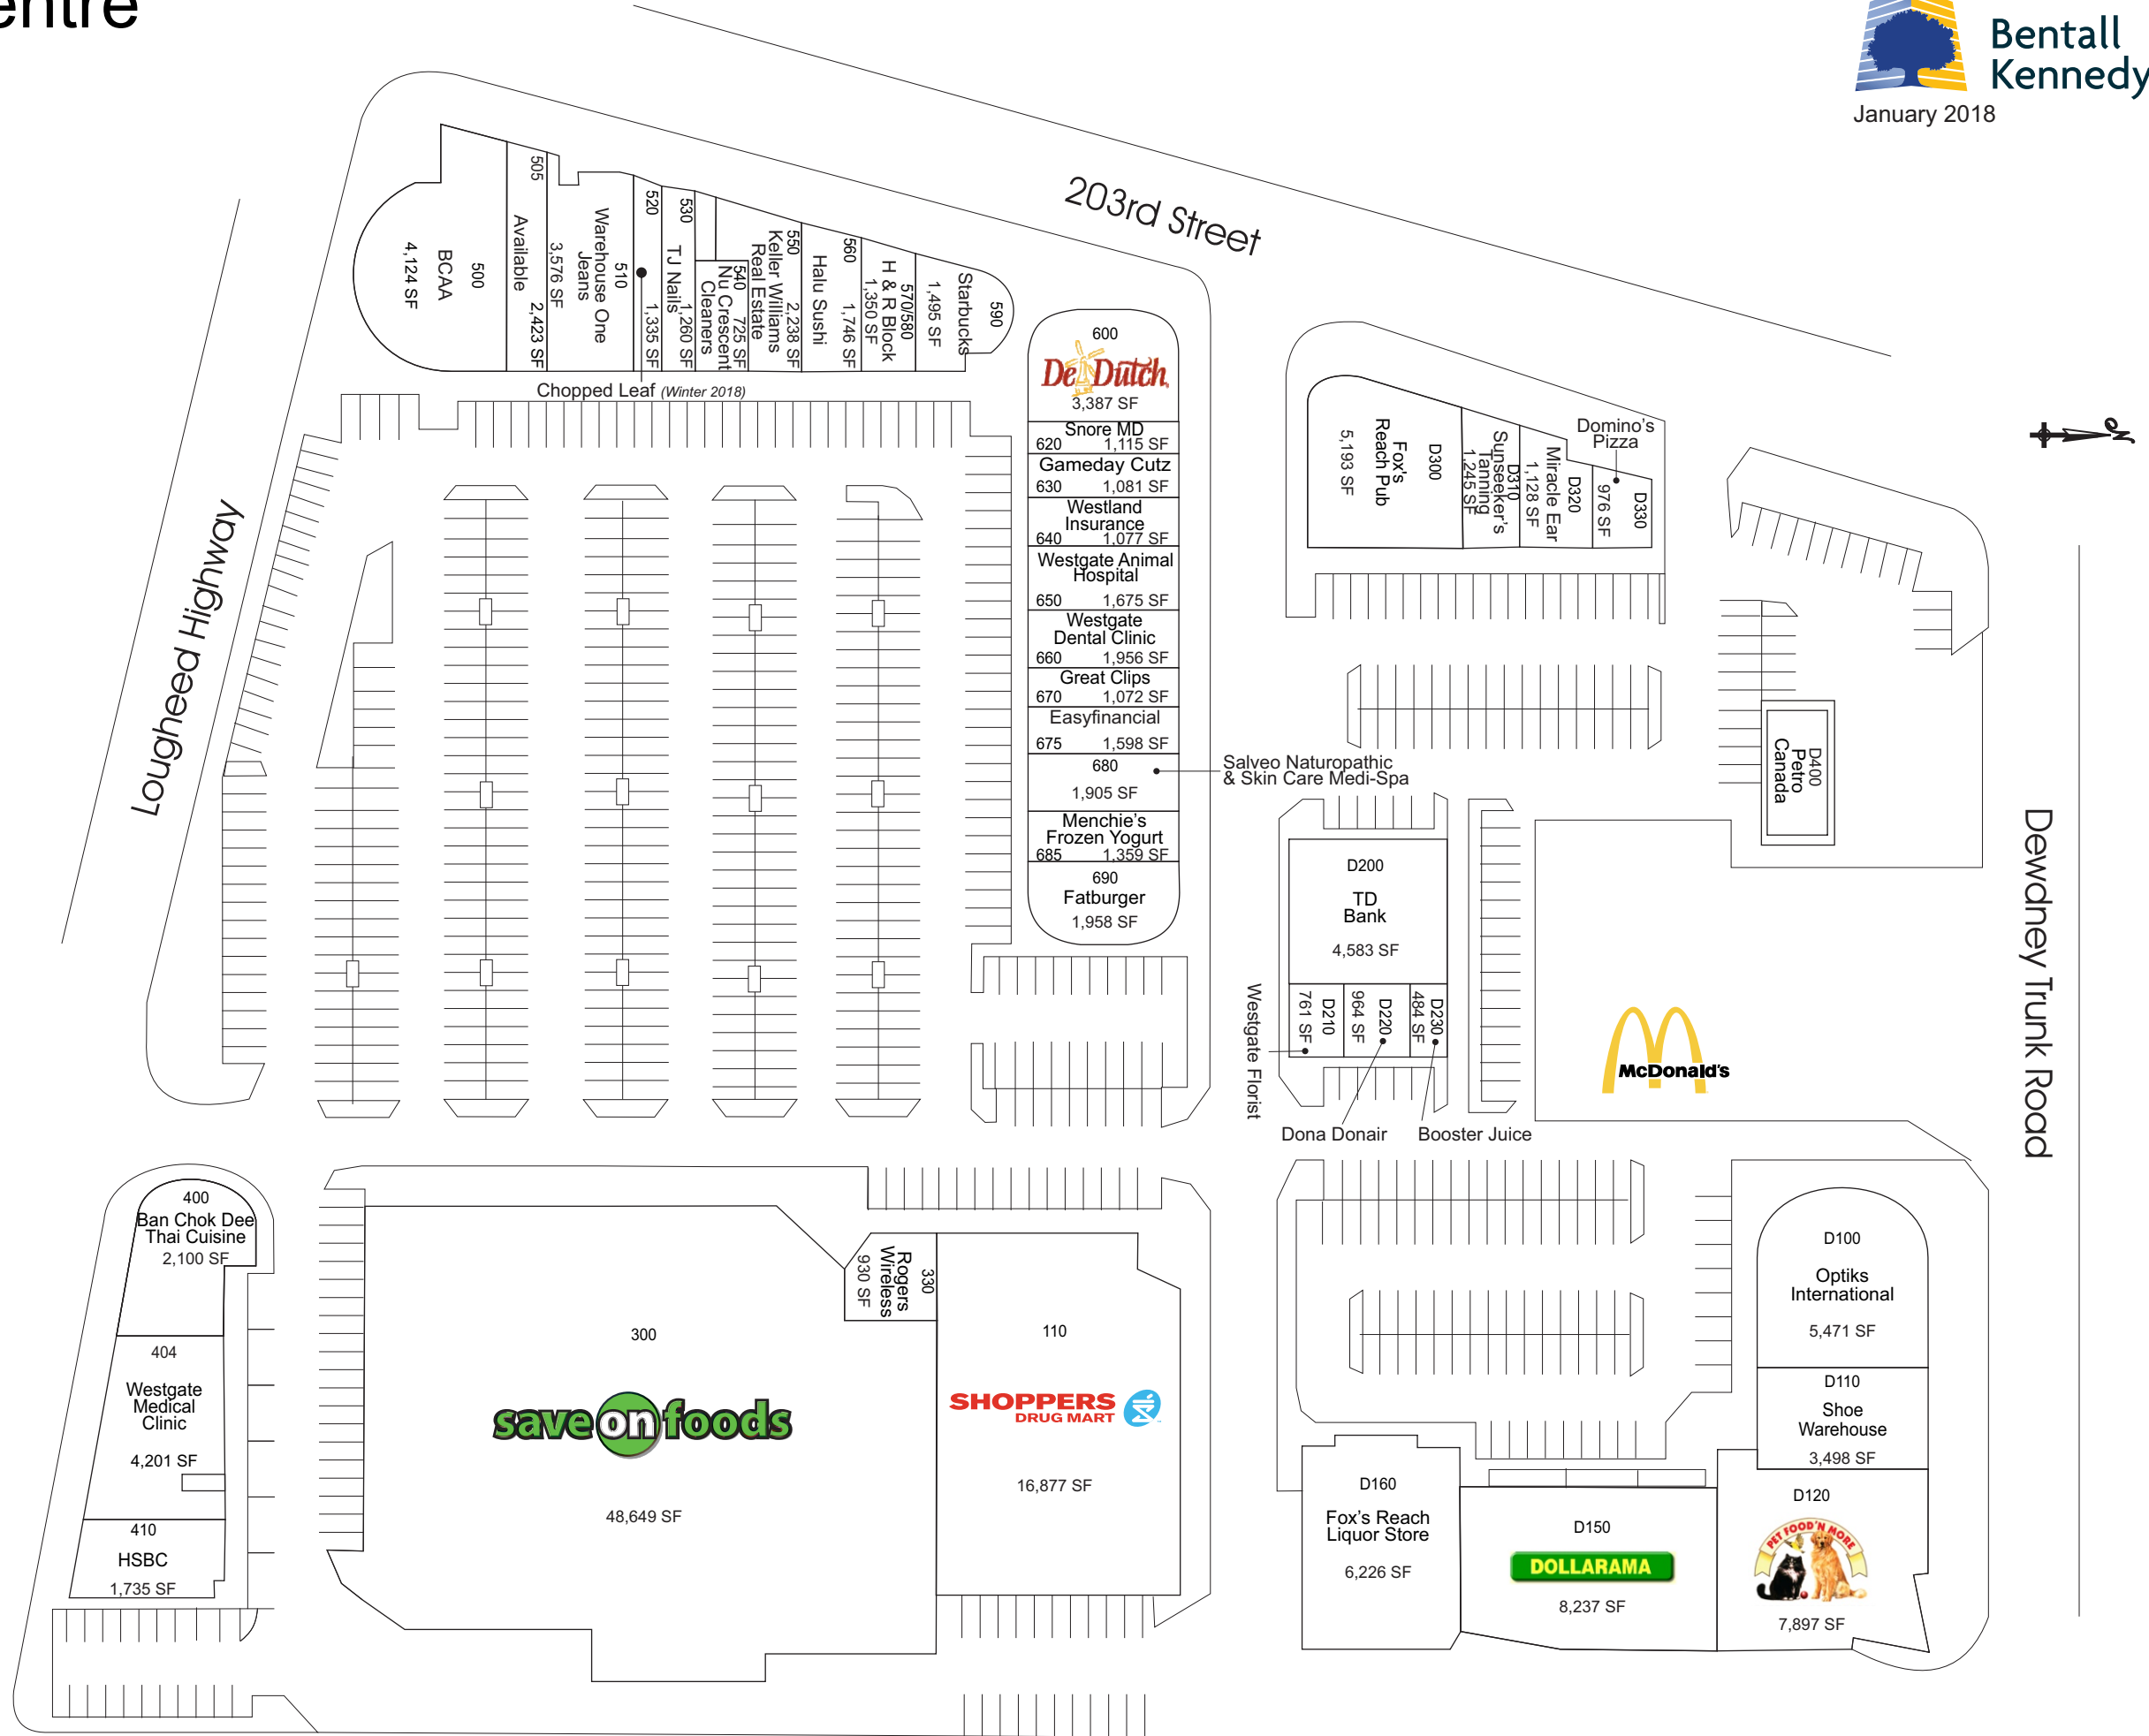 entre
Bentall
Kennedy
January 2018
203rd Street
Lougheed Highway
Dewdney Trunk Road
N
500
BCAA
4,124 SF
505
Available
2,423 SF
510
Warehouse One
Jeans
3,576 SF
520
1,335 SF
Chopped Leaf (Winter 2018)
530
TJ Nails
1,260 SF
540 725 SF
Nu Crescent
Cleaners
550 2,238 SF
Keller Williams
Real Estate
560 1,746 SF
Halu Sushi
570/580
H & R Block
1,350 SF
590
Starbucks
1,495 SF
600
De Dutch
3,387 SF
Snore MD
620 1,115 SF
Gameday Cutz
630 1,081 SF
Westland
Insurance
640 1,077 SF
Westgate Animal
Hospital
650 1,675 SF
Westgate
Dental Clinic
660 1,956 SF
Great Clips
670 1,072 SF
Easyfinancial
675 1,598 SF
680
1,905 SF
Salveo Naturopathic
& Skin Care Medi-Spa
Menchie's
Frozen Yogurt
685 1,359 SF
690
Fatburger
1,958 SF
D300
Fox's
Reach Pub
5,193 SF
D310
Sunseeker's
Tanning
1,245 SF
D320
Miracle Ear
1,128 SF
Domino's
Pizza
D330
976 SF
D400
Petro
Canada
D200
TD
Bank
4,583 SF
D210
761 SF
Westgate Florist
D220
964 SF
Dona Donair
D230
484 SF
Booster Juice
McDonald's
400
Ban Chok Dee
Thai Cuisine
2,100 SF
404
Westgate
Medical
Clinic
4,201 SF
410
HSBC
1,735 SF
300
save on foods
48,649 SF
330
Rogers
Wireless
930 SF
110
SHOPPERS
DRUG MART
16,877 SF
D100
Optiks
International
5,471 SF
D110
Shoe
Warehouse
3,498 SF
D120
PET FOOD'N MORE
7,897 SF
D150
DOLLARAMA
8,237 SF
D160
Fox's Reach
Liquor Store
6,226 SF